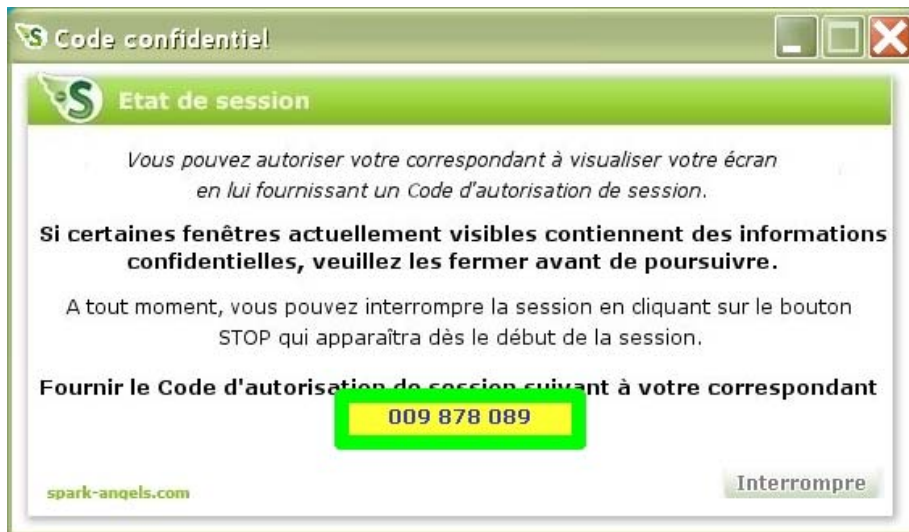 Code confidentiel
Etat de session
Vous pouvez autoriser votre correspondant à visualiser votre écran
en lui fournissant un Code d'autorisation de session.
Si certaines fenêtres actuellement visibles contiennent des informations
confidentielles, veuillez les fermer avant de poursuivre.
A tout moment, vous pouvez interrompre la session en cliquant sur le bouton
STOP qui apparaîtra dès le début de la session.
Fournir le Code d'autorisation de session suivant à votre correspondant
009 878 089
spark-angels.com
Interrompre